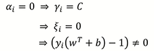 αᵢ = 0 ⇒ γᵢ = C
⇒ ξᵢ = 0
⇒ (yᵢ(wᵀ + b) − 1) ≠ 0